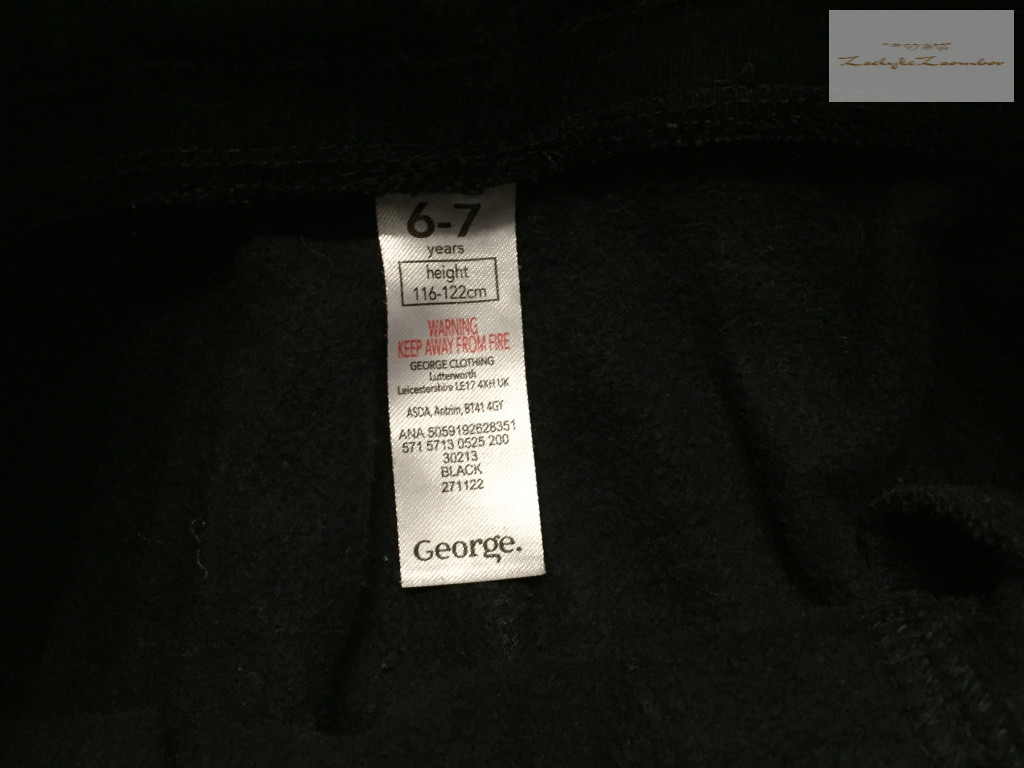 6-7
years
height
116-122cm
WARNING
KEEP AWAY FROM FIRE
GEORGE CLOTHING
Lutterworth
Leicestershire LE17 4XH UK
ASDA, Antrim, BT41 4GY
ANA 5059192628351
571 5713 0525 200
30213
BLACK
271122
George.